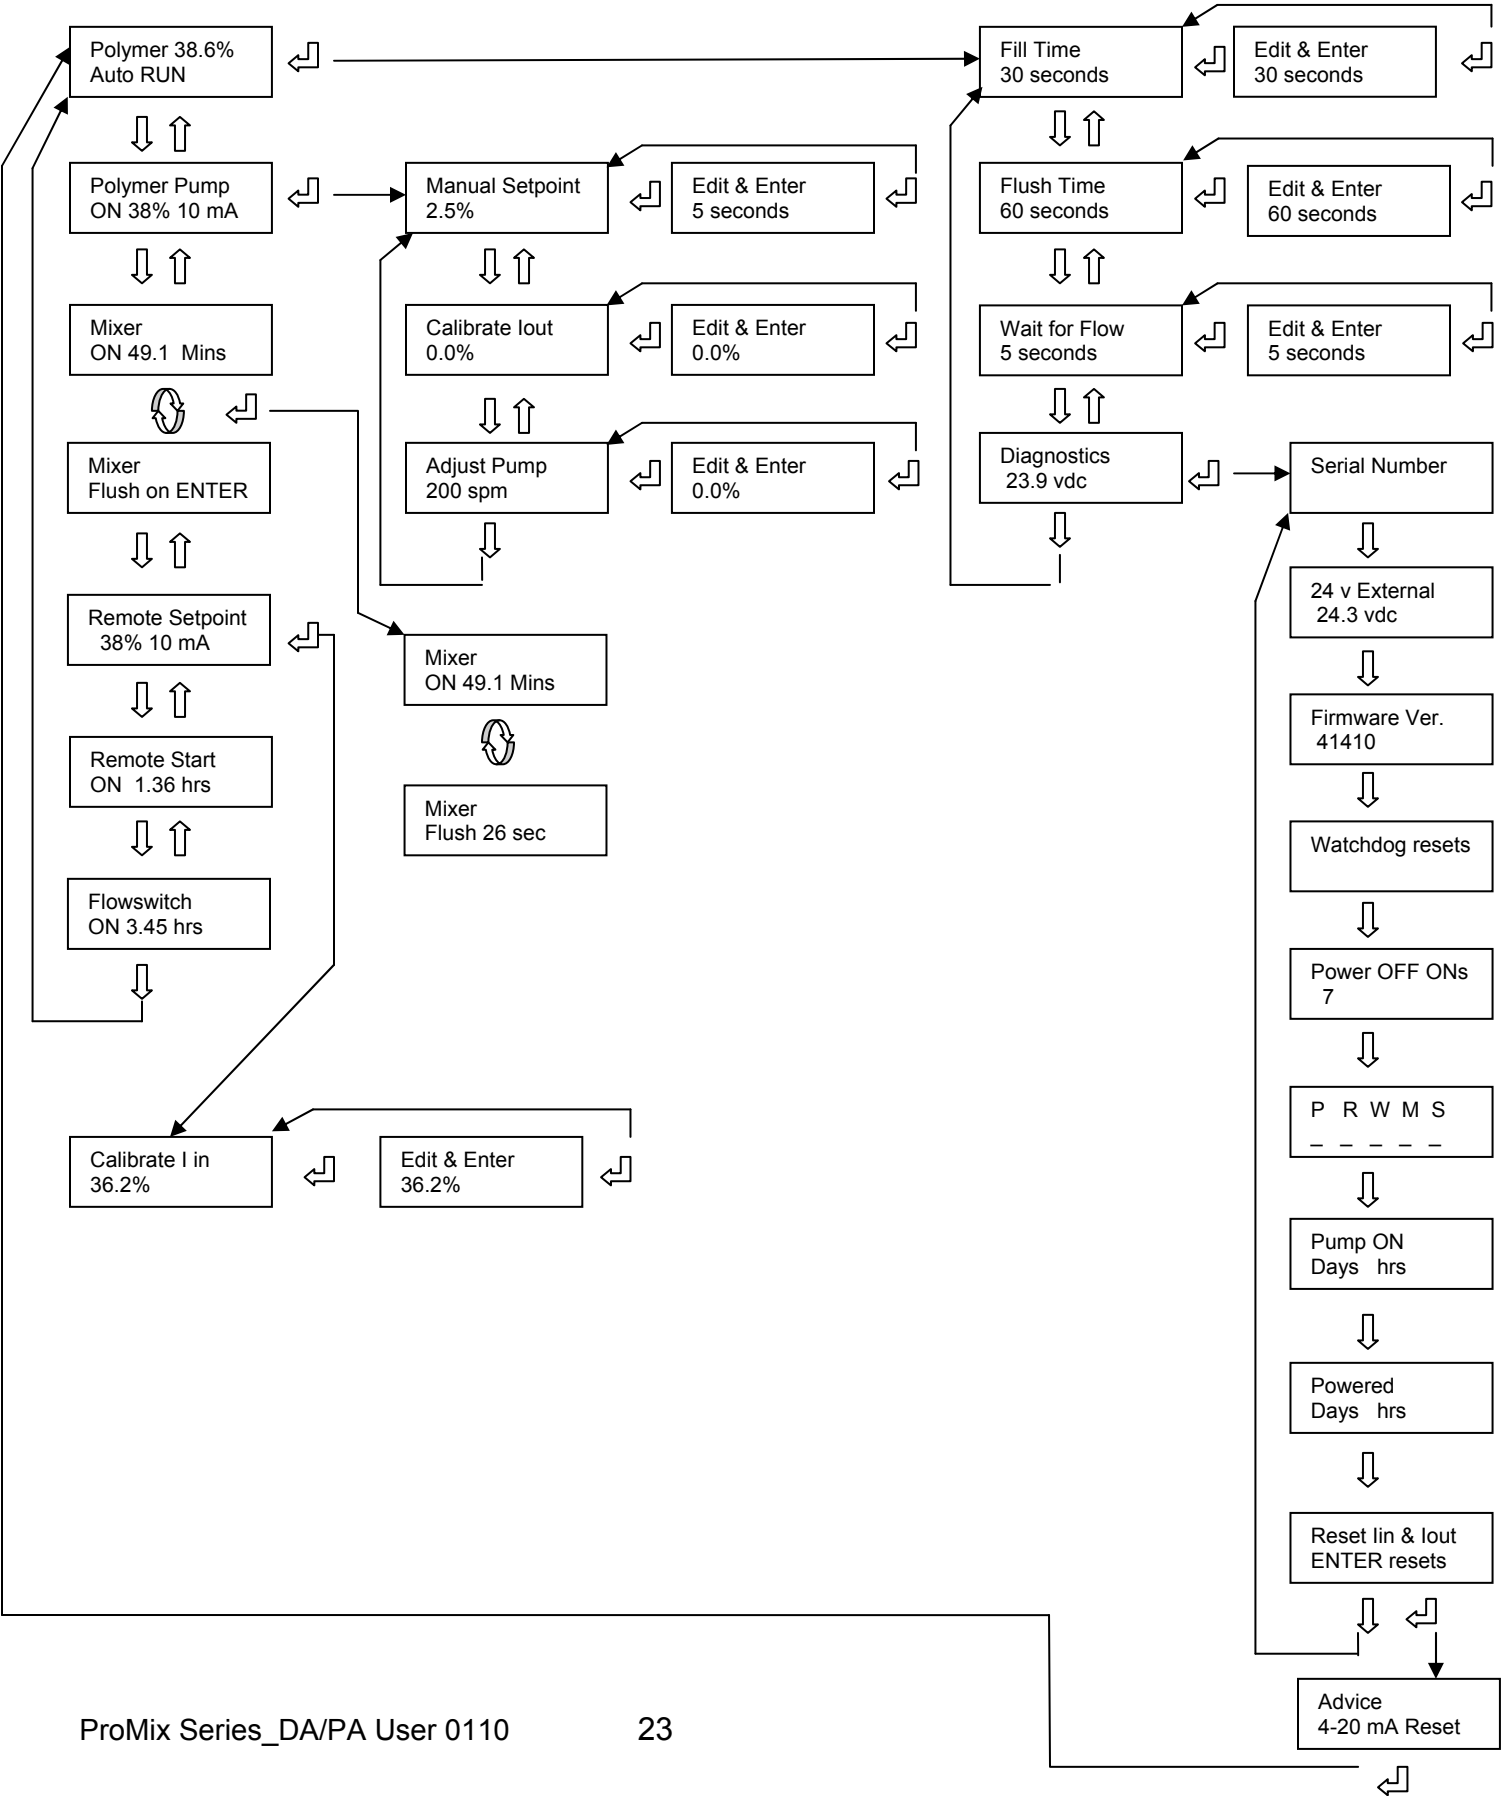 Polymer 38.6%
Auto RUN
Polymer Pump
ON 38% 10 mA
Mixer
ON 49.1 Mins
Mixer
Flush on ENTER
Remote Setpoint
38% 10 mA
Remote Start
ON 1.36 hrs
Flowswitch
ON 3.45 hrs
Calibrate I in
36.2%
Edit & Enter
36.2%
Manual Setpoint
2.5%
Edit & Enter
5 seconds
Calibrate Iout
0.0%
Edit & Enter
0.0%
Adjust Pump
200 spm
Edit & Enter
0.0%
Mixer
ON 49.1 Mins
Mixer
Flush 26 sec
Fill Time
30 seconds
Edit & Enter
30 seconds
Flush Time
60 seconds
Edit & Enter
60 seconds
Wait for Flow
5 seconds
Edit & Enter
5 seconds
Diagnostics
23.9 vdc
Serial Number
24 v External
24.3 vdc
Firmware Ver.
41410
Watchdog resets
Power OFF ONs
7
P R W M S
_ _ _ _ _
Pump ON
Days hrs
Powered
Days hrs
Reset Iin & Iout
ENTER resets
Advice
4-20 mA Reset
ProMix Series_DA/PA User 0110 23